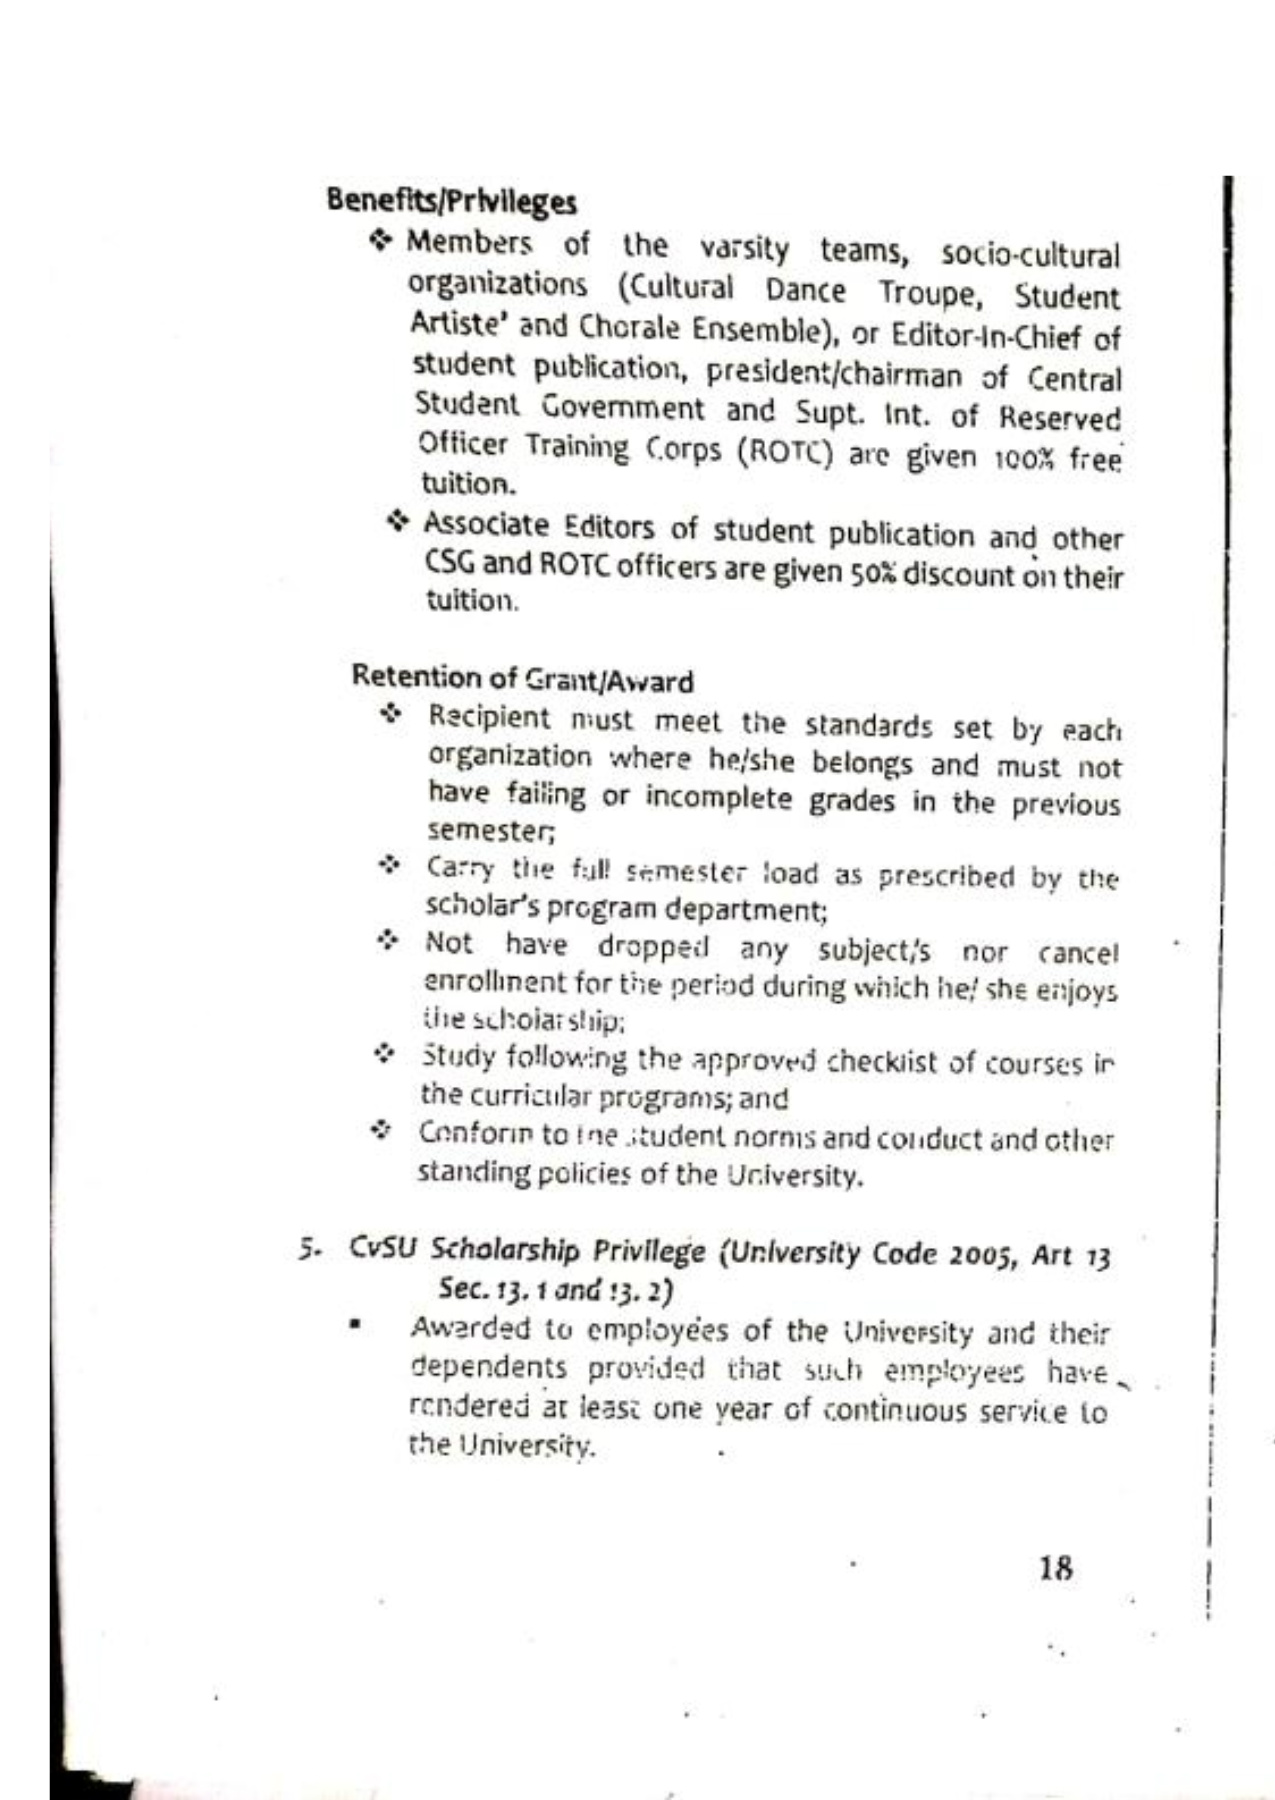 Benefits/Privileges
❖ Members of the varsity teams, socio-cultural
organizations (Cultural Dance Troupe, Student
Artiste' and Chorale Ensemble), or Editor-In-Chief of
student publication, president/chairman of Central
Student Government and Supt. Int. of Reserved
Officer Training Corps (ROTC) are given 100% free
tuition.
❖ Associate Editors of student publication and other
CSG and ROTC officers are given 50% discount on their
tuition.
Retention of Grant/Award
❖ Recipient must meet the standards set by each
organization where he/she belongs and must not
have failing or incomplete grades in the previous
semester;
❖ Carry the full semester load as prescribed by the
scholar's program department;
❖ Not have dropped any subject/s nor cancel
enrollment for the period during which he/ she enjoys
the scholarship;
❖ Study following the approved checklist of courses in
the curricular programs; and
❖ Conform to the student norms and conduct and other
standing policies of the University.
5. CvSU Scholarship Privilege (University Code 2005, Art 13
Sec. 13. 1 and 13. 2)
▪ Awarded to employees of the University and their
dependents provided that such employees have
rendered at least one year of continuous service to
the University.
18